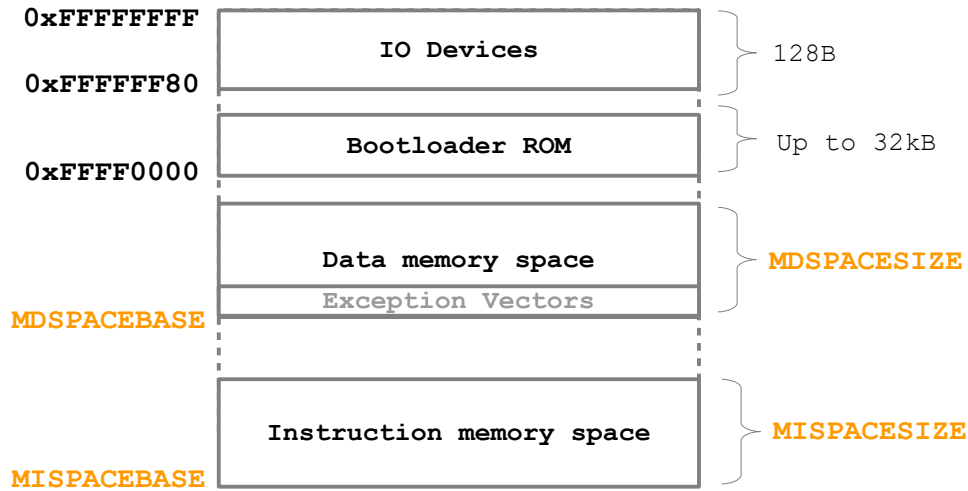 0xFFFFFFFF
IO Devices
128B
0xFFFFFF80
Bootloader ROM
Up to 32kB
0xFFFF0000
Data memory space
MDSPACESIZE
Exception Vectors
MDSPACEBASE
Instruction memory space
MISPACESIZE
MISPACEBASE